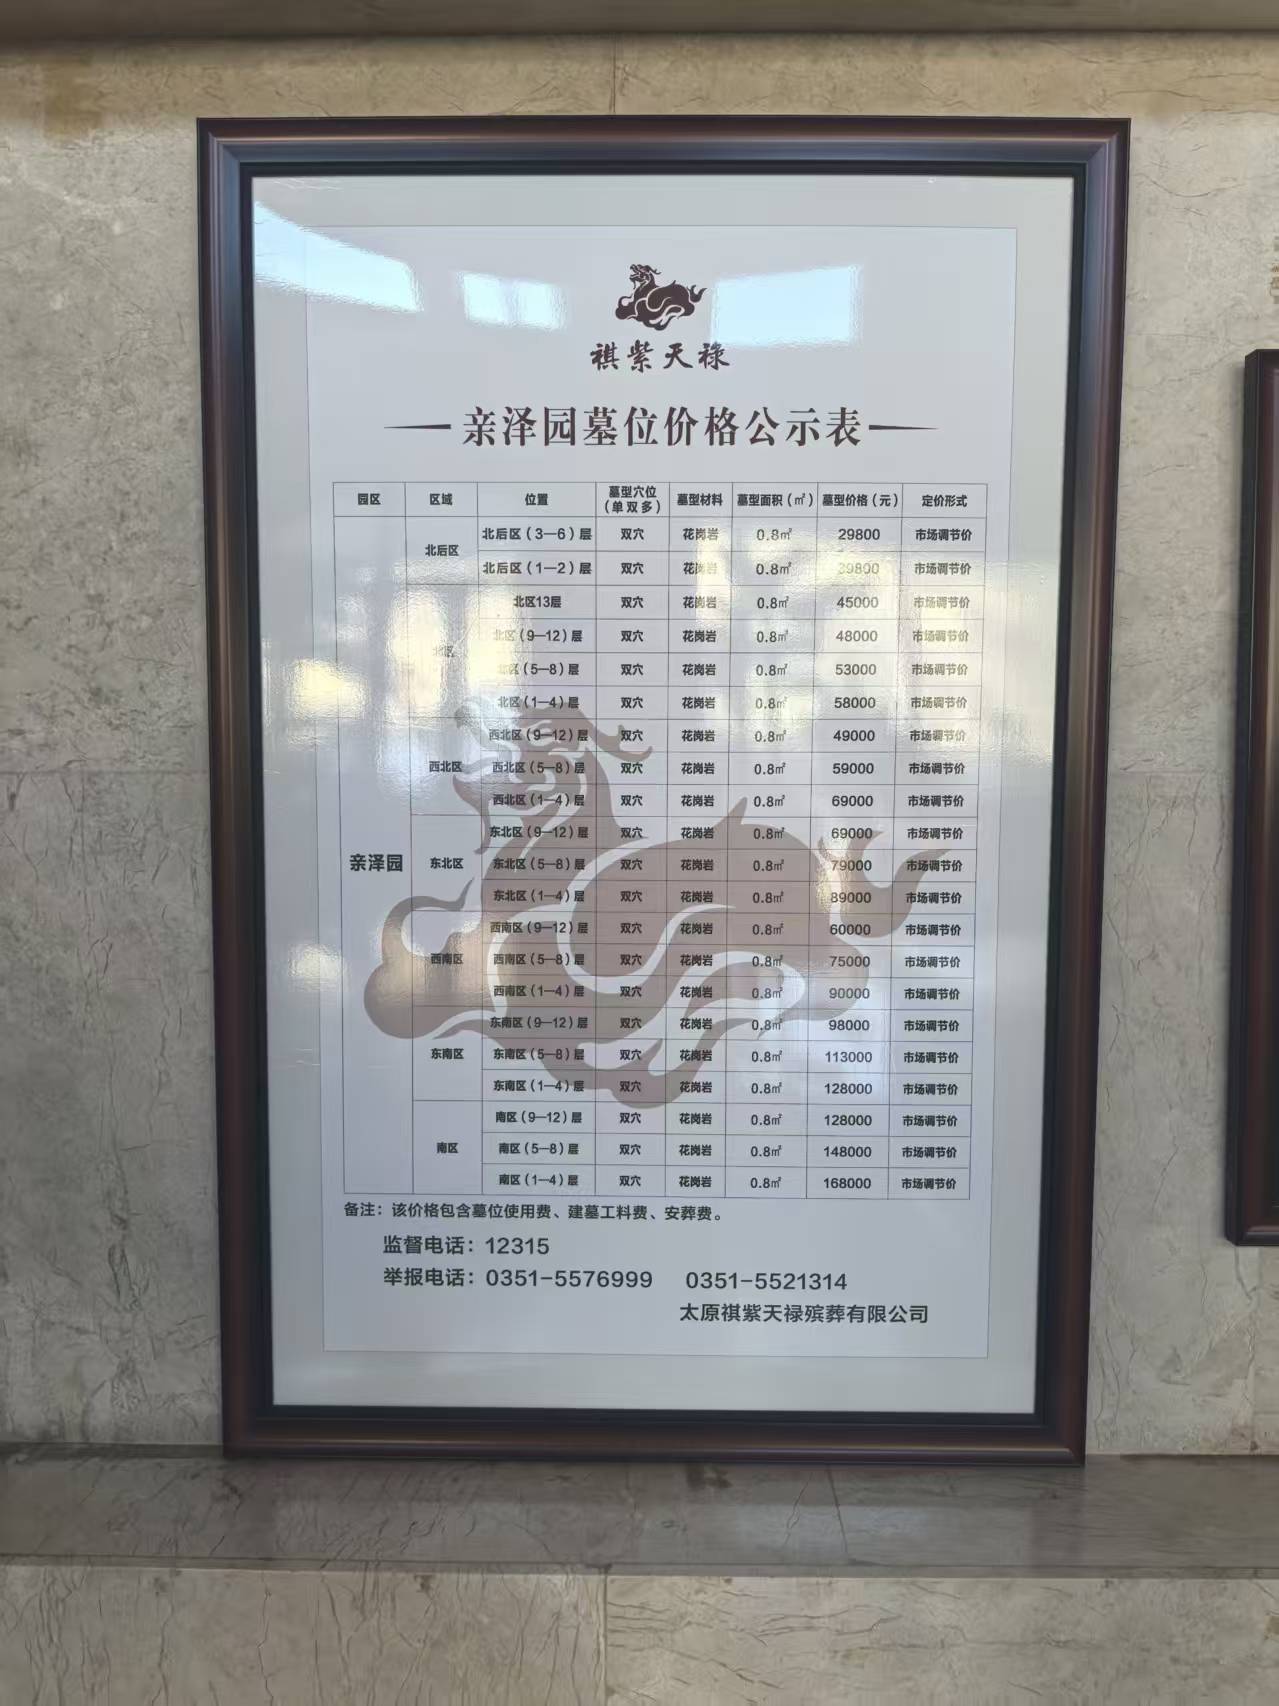 祺紫天禄
亲泽园墓位价格公示表
园区 区域 位置 墓型穴位（单双多） 墓型材料 墓型面积（㎡） 墓型价格（元） 定价形式
亲泽园
北后区
北后区（3—6）层 双穴 花岗岩 0.8㎡ 29800 市场调节价
北后区（1—2）层 双穴 花岗岩 0.8㎡ 39800 市场调节价
北区
北区13层 双穴 花岗岩 0.8㎡ 45000 市场调节价
北区（9—12）层 双穴 花岗岩 0.8㎡ 48000 市场调节价
北区（5—8）层 双穴 花岗岩 0.8㎡ 53000 市场调节价
北区（1—4）层 双穴 花岗岩 0.8㎡ 58000 市场调节价
西北区
西北区（9—12）层 双穴 花岗岩 0.8㎡ 49000 市场调节价
西北区（5—8）层 双穴 花岗岩 0.8㎡ 59000 市场调节价
西北区（1—4）层 双穴 花岗岩 0.8㎡ 69000 市场调节价
东北区
东北区（9—12）层 双穴 花岗岩 0.8㎡ 69000 市场调节价
东北区（5—8）层 双穴 花岗岩 0.8㎡ 79000 市场调节价
东北区（1—4）层 双穴 花岗岩 0.8㎡ 89000 市场调节价
西南区
西南区（9—12）层 双穴 花岗岩 0.8㎡ 60000 市场调节价
西南区（5—8）层 双穴 花岗岩 0.8㎡ 75000 市场调节价
西南区（1—4）层 双穴 花岗岩 0.8㎡ 90000 市场调节价
东南区
东南区（9—12）层 双穴 花岗岩 0.8㎡ 98000 市场调节价
东南区（5—8）层 双穴 花岗岩 0.8㎡ 113000 市场调节价
东南区（1—4）层 双穴 花岗岩 0.8㎡ 128000 市场调节价
南区
南区（9—12）层 双穴 花岗岩 0.8㎡ 128000 市场调节价
南区（5—8）层 双穴 花岗岩 0.8㎡ 148000 市场调节价
南区（1—4）层 双穴 花岗岩 0.8㎡ 168000 市场调节价
备注：该价格包含墓位使用费、建墓工料费、安葬费。
监督电话：12315
举报电话：0351-5576999 0351-5521314
太原祺紫天禄殡葬有限公司